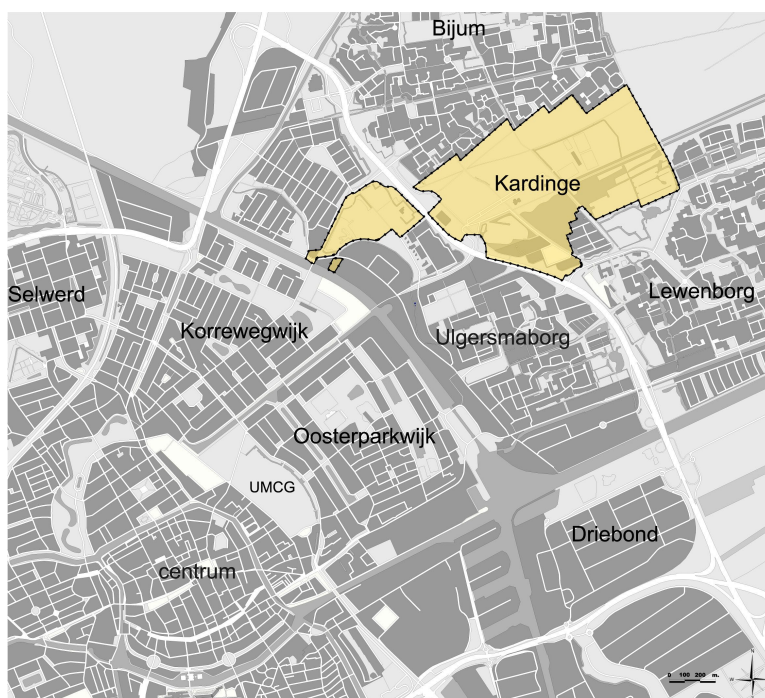 Bijum
Kardinge
Selwerd
Lewenborg
Korrewegwijk
Ulgersmaborg
Oosterparkwijk
UMCG
Driebond
centrum
N
W
0 100 200 m.